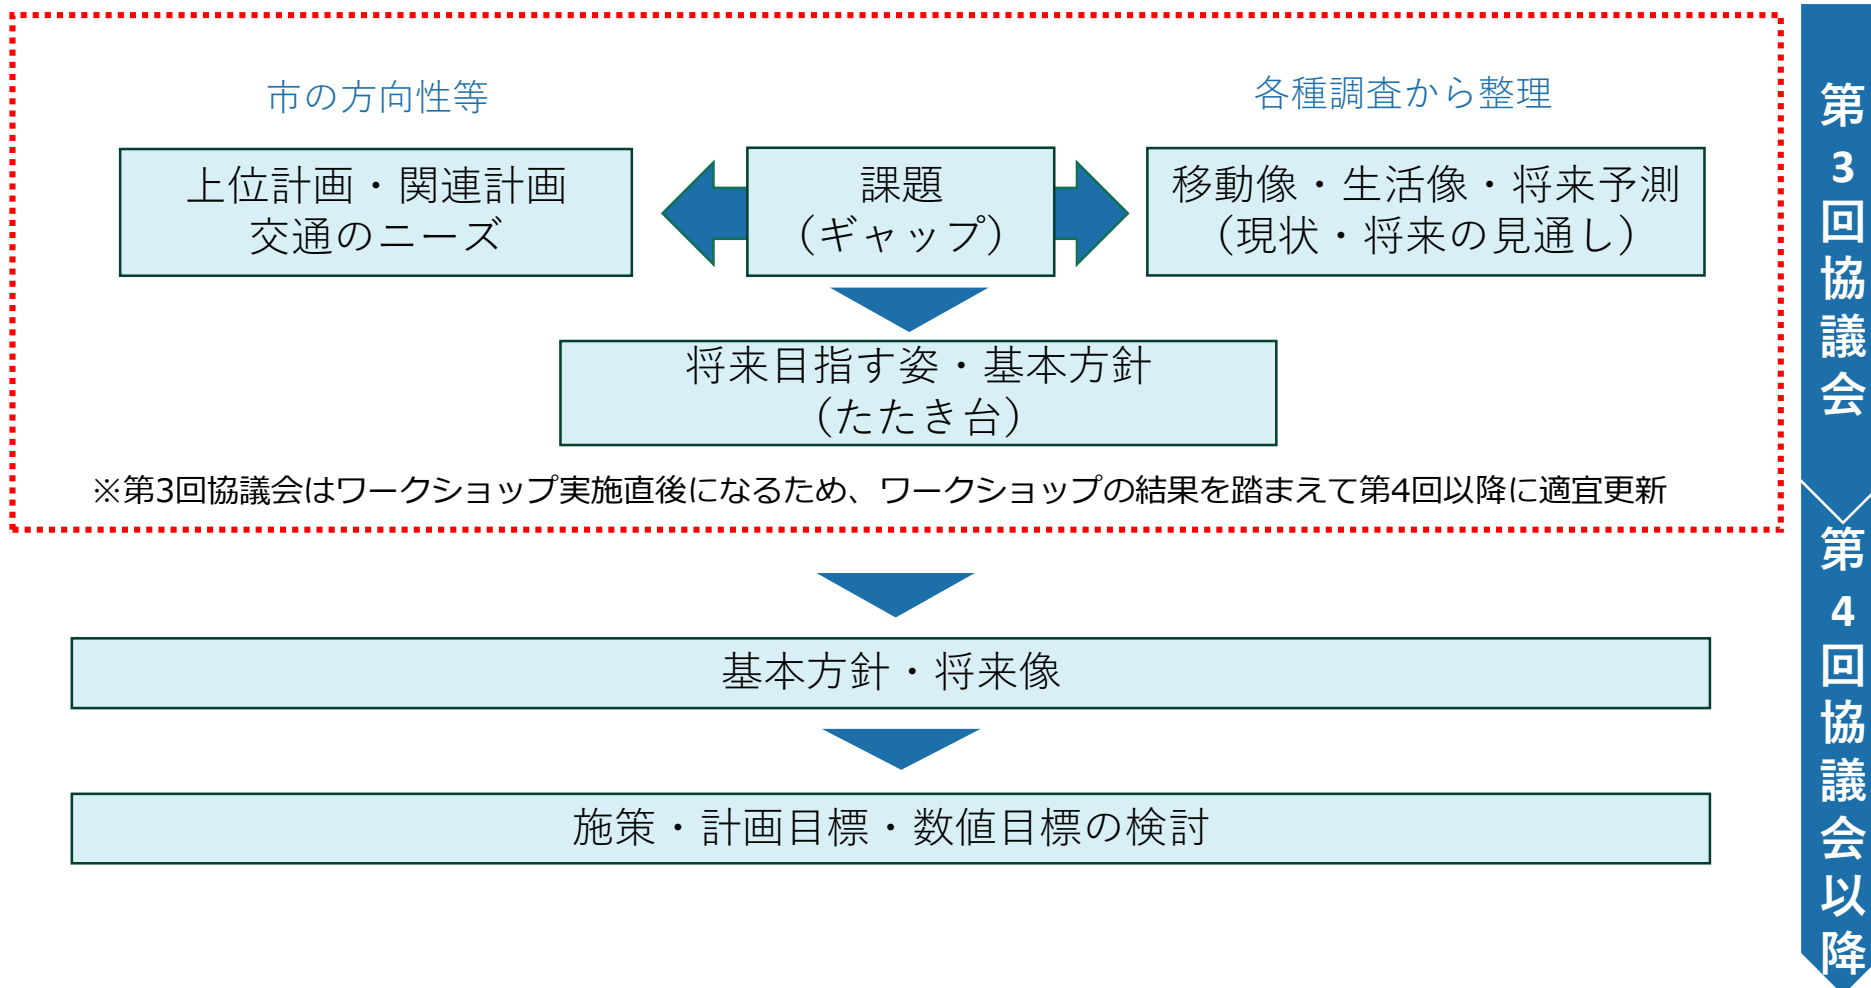 市の方向性等
各種調査から整理
上位計画・関連計画
交通のニーズ
課題
（ギャップ）
移動像・生活像・将来予測
（現状・将来の見通し）
将来目指す姿・基本方針
（たたき台）
※第3回協議会はワークショップ実施直後になるため、ワークショップの結果を踏まえて第4回以降に適宜更新
基本方針・将来像
施策・計画目標・数値目標の検討
第3回協議会
第4回協議会以降